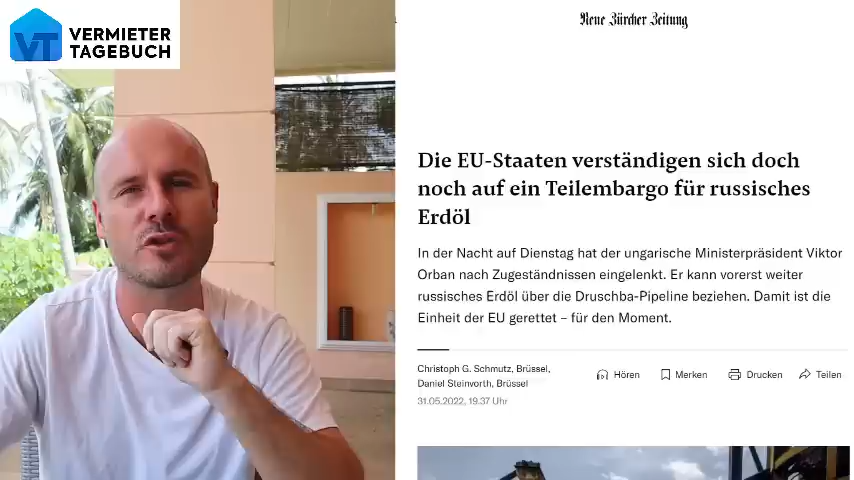 VT VERMIETER
TAGEBUCH
Neue Zürcher Zeitung
Die EU-Staaten verständigen sich doch
noch auf ein Teilembargo für russisches
Erdöl
In der Nacht auf Dienstag hat der ungarische Ministerpräsident Viktor
Orban nach Zugeständnissen eingelenkt. Er kann vorerst weiter
russisches Erdöl über die Druschba-Pipeline beziehen. Damit ist die
Einheit der EU gerettet – für den Moment.
Christoph G. Schmutz, Brüssel,
Daniel Steinvorth, Brüssel
Hören Merken Drucken Teilen
31.05.2022, 19.37 Uhr